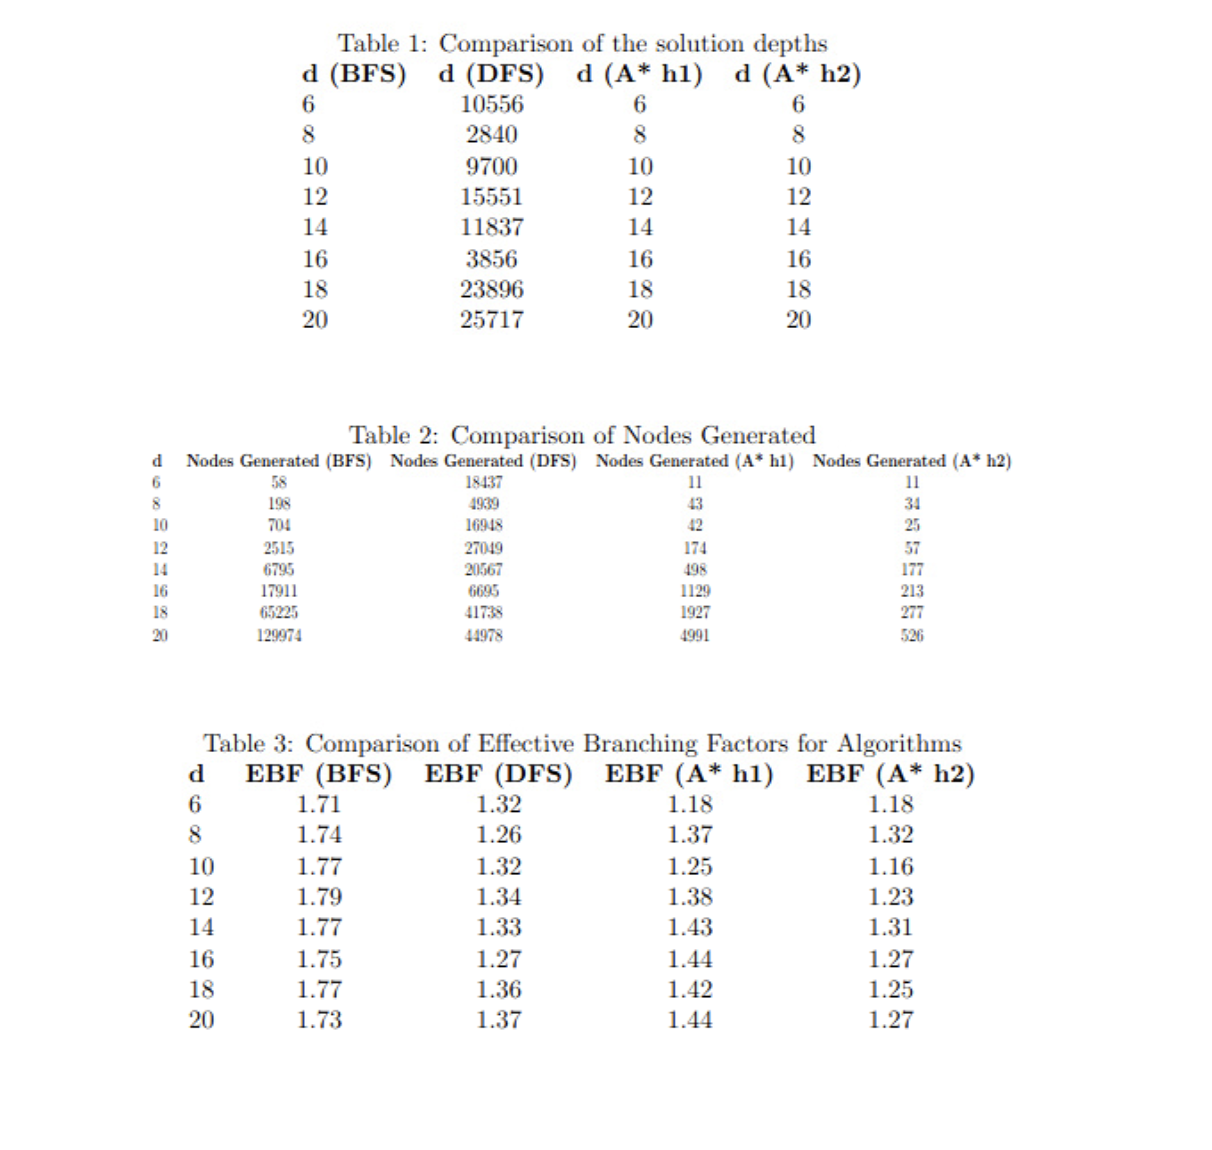 Table 1: Comparison of the solution depths
d (BFS) d (DFS) d (A* h1) d (A* h2)
6 10556 6 6
8 2840 8 8
10 9700 10 10
12 15551 12 12
14 11837 14 14
16 3856 16 16
18 23896 18 18
20 25717 20 20
Table 2: Comparison of Nodes Generated
d Nodes Generated (BFS) Nodes Generated (DFS) Nodes Generated (A* h1) Nodes Generated (A* h2)
6 58 18437 11 11
8 198 4939 43 34
10 704 16948 42 25
12 2515 27049 174 57
14 6795 20567 498 177
16 17911 6695 1129 213
18 65225 41738 1927 277
20 129974 44978 4991 526
Table 3: Comparison of Effective Branching Factors for Algorithms
d EBF (BFS) EBF (DFS) EBF (A* h1) EBF (A* h2)
6 1.71 1.32 1.18 1.18
8 1.74 1.26 1.37 1.32
10 1.77 1.32 1.25 1.16
12 1.79 1.34 1.38 1.23
14 1.77 1.33 1.43 1.31
16 1.75 1.27 1.44 1.27
18 1.77 1.36 1.42 1.25
20 1.73 1.37 1.44 1.27